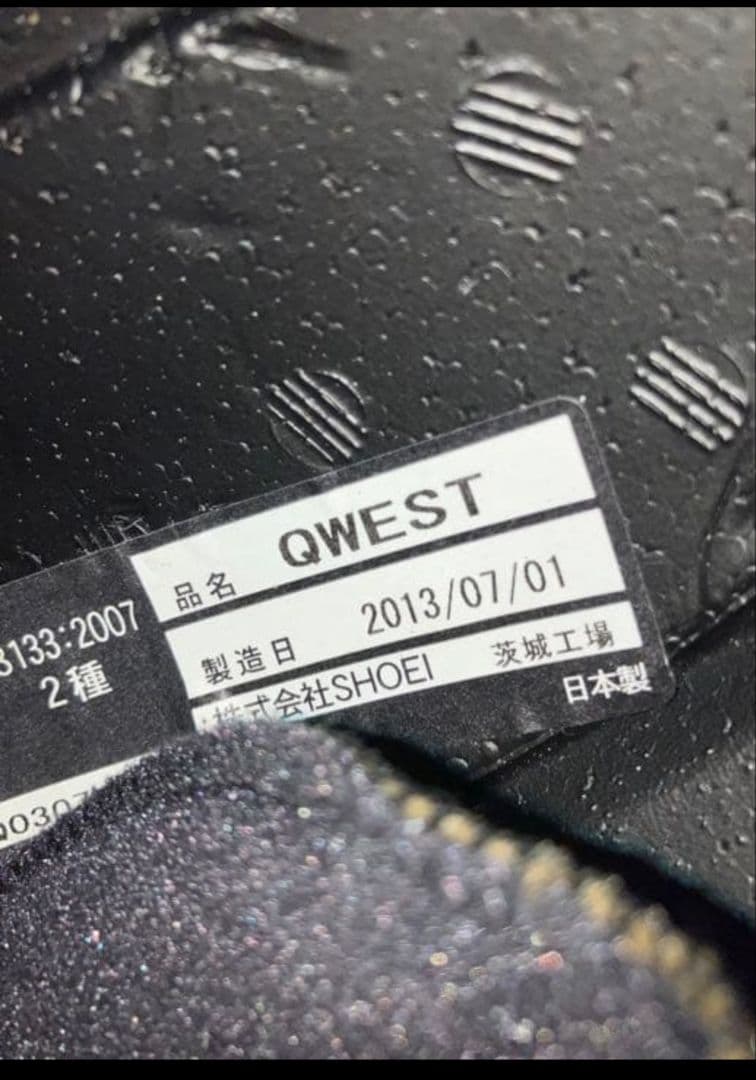 QWEST
品名
2013/07/01
製造日
3133:2007
2種
株式会社SHOEI
茨城工場
日本製